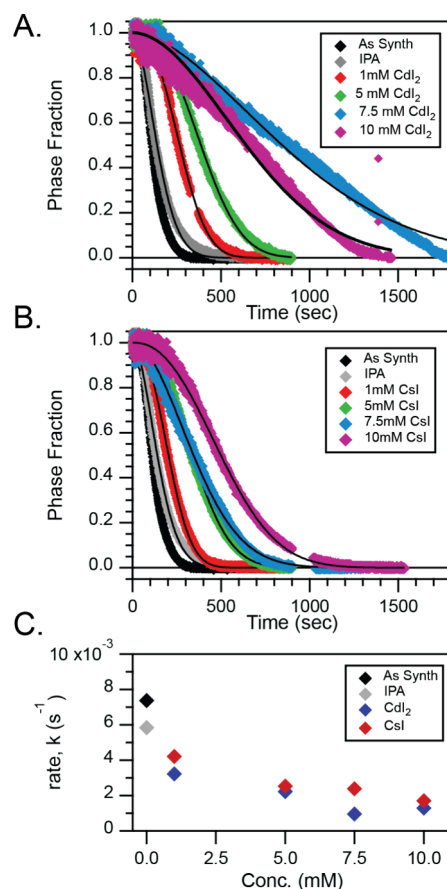 A.
1.0
0.8
0.6
0.4
0.2
0.0
Phase Fraction
As Synth
IPA
1mM CdI₂
5 mM CdI₂
7.5 mM CdI₂
10 mM CdI₂
0 500 1000 1500
Time (sec)
B.
1.0
0.8
0.6
0.4
0.2
0.0
Phase Fraction
As Synth
IPA
1mM CsI
5mM CsI
7.5mM CsI
10mM CsI
0 500 1000 1500
Time (sec)
C.
10 x10⁻³
8
6
4
2
0
rate, k (s⁻¹)
As Synth
IPA
CdI₂
CsI
0.0 2.5 5.0 7.5 10.0
Conc. (mM)